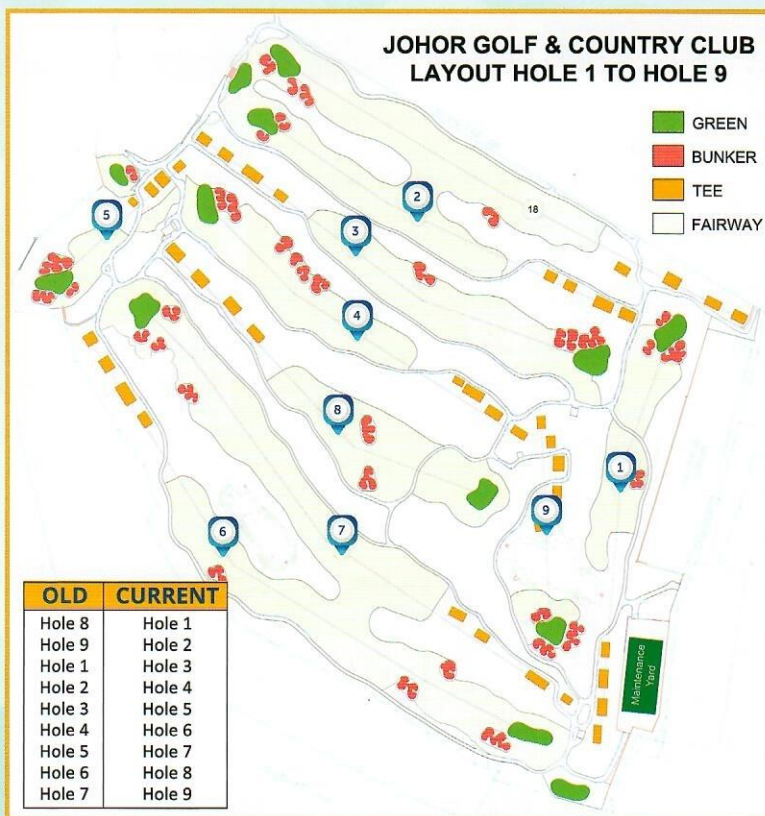 JOHOR GOLF & COUNTRY CLUB
LAYOUT HOLE 1 TO HOLE 9
GREEN
BUNKER
TEE
FAIRWAY
2
18
5
3
4
8
1
9
6
7
Maintenance
Yard
OLD CURRENT
Hole 8 Hole 1
Hole 9 Hole 2
Hole 1 Hole 3
Hole 2 Hole 4
Hole 3 Hole 5
Hole 4 Hole 6
Hole 5 Hole 7
Hole 6 Hole 8
Hole 7 Hole 9